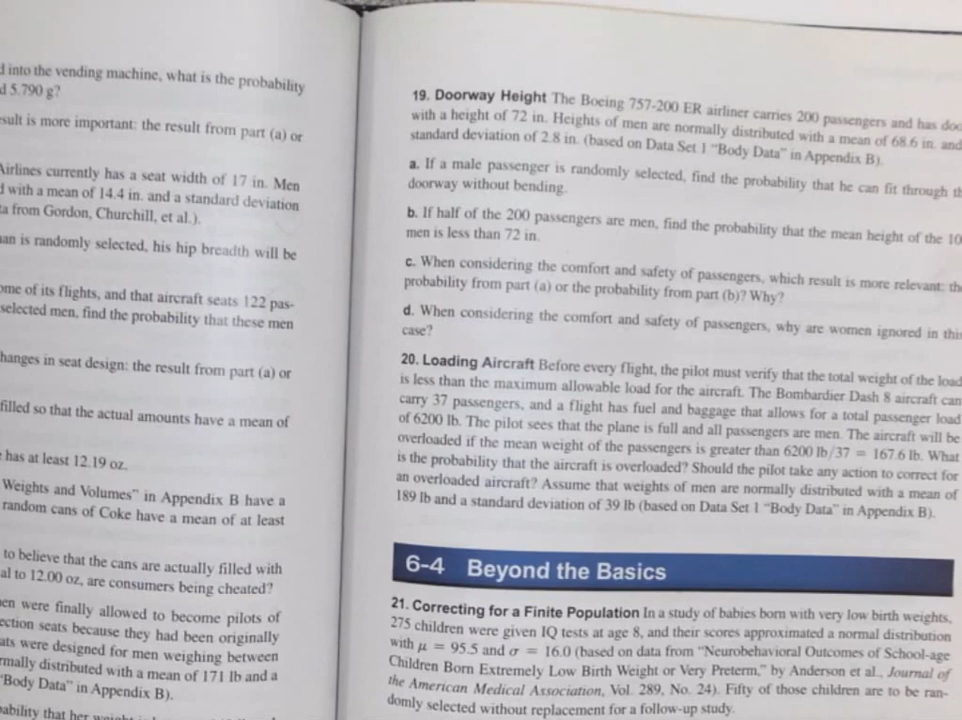 into the vending machine, what is the probability
5.790 g?
is more important: the result from part (a) or
Airlines currently has a seat width of 17 in. Men
with a mean of 14.4 in. and a standard deviation
from Gordon, Churchill, et al.).
is randomly selected, his hip breadth will be
of its flights, and that aircraft seats 122 pas-
selected men, find the probability that these men
changes in seat design: the result from part (a) or
filled so that the actual amounts have a mean of
has at least 12.19 oz.
Weights and Volumes" in Appendix B have a
random cans of Coke have a mean of at least
to believe that the cans are actually filled with
to 12.00 oz, are consumers being cheated?
were finally allowed to become pilots of
seats because they had been originally
were designed for men weighing between
distributed with a mean of 171 lb and a
"Body Data" in Appendix B).
that her weight
19. Doorway Height The Boeing 757-200 ER airliner carries 200 passengers and has doo
with a height of 72 in. Heights of men are normally distributed with a mean of 68.6 in. and
standard deviation of 2.8 in. (based on Data Set 1 "Body Data" in Appendix B).
a. If a male passenger is randomly selected, find the probability that he can fit through th
doorway without bending.
b. If half of the 200 passengers are men, find the probability that the mean height of the 10
men is less than 72 in.
c. When considering the comfort and safety of passengers, which result is more relevant: the
probability from part (a) or the probability from part (b)? Why?
d. When considering the comfort and safety of passengers, why are women ignored in this
case?
20. Loading Aircraft Before every flight, the pilot must verify that the total weight of the load
is less than the maximum allowable load for the aircraft. The Bombardier Dash 8 aircraft can
carry 37 passengers, and a flight has fuel and baggage that allows for a total passenger load
of 6200 lb. The pilot sees that the plane is full and all passengers are men. The aircraft will be
overloaded if the mean weight of the passengers is greater than 6200 lb/37 = 167.6 lb. What
is the probability that the aircraft is overloaded? Should the pilot take any action to correct for
an overloaded aircraft? Assume that weights of men are normally distributed with a mean of
189 lb and a standard deviation of 39 lb (based on Data Set 1 "Body Data" in Appendix B).
6-4 Beyond the Basics
21. Correcting for a Finite Population In a study of babies born with very low birth weights,
275 children were given IQ tests at age 8, and their scores approximated a normal distribution
with μ = 95.5 and σ = 16.0 (based on data from "Neurobehavioral Outcomes of School-age
Children Born Extremely Low Birth Weight or Very Preterm," by Anderson et al., Journal of
the American Medical Association, Vol. 289, No. 24). Fifty of those children are to be ran-
domly selected without replacement for a follow-up study.